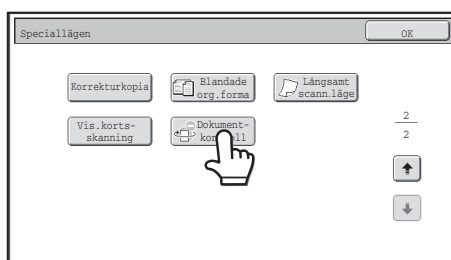 Speciallägen
OK
Korrekturkopia
Blandade
org.forma
Långsamt
scann.läge
Vis.korts-
skanning
Dokument-
2
2